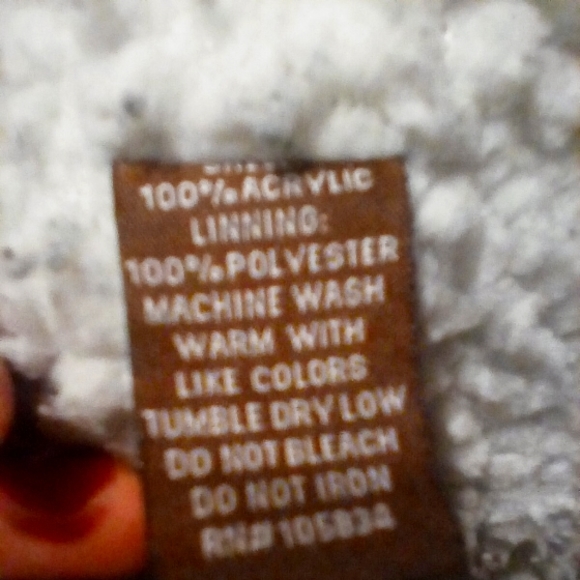 100% ACRYLIC
LINNING:
100% POLYESTER
MACHINE WASH
WARM WITH
LIKE COLORS
TUMBLE DRY LOW
DO NOT BLEACH
DO NOT IRON